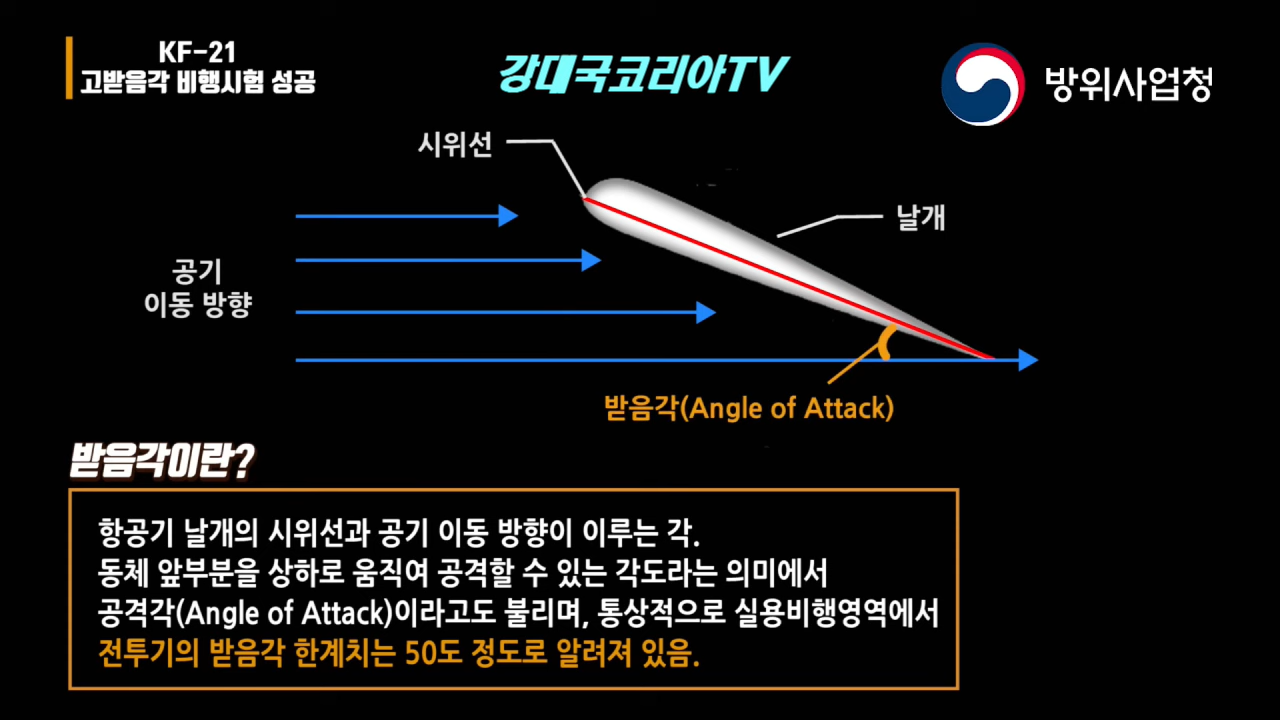 KF-21
고받음각 비행시험 성공
강대국코리아TV
방위사업청
시위선
날개
공기
이동 방향
받음각(Angle of Attack)
받음각이란?
항공기 날개의 시위선과 공기 이동 방향이 이루는 각.
동체 앞부분을 상하로 움직여 공격할 수 있는 각도라는 의미에서
공격각(Angle of Attack)이라고도 불리며, 통상적으로 실용비행영역에서
전투기의 받음각 한계치는 50도 정도로 알려져 있음.